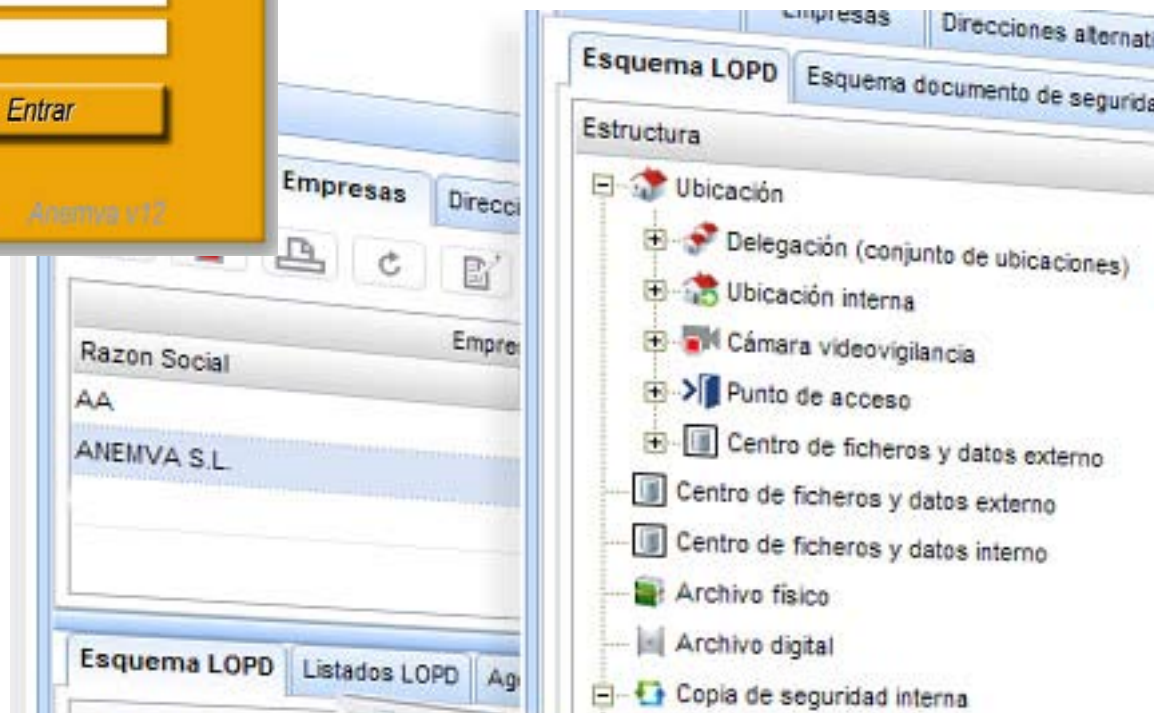 Entrar
Anemva v12
Empresas
Razon Social
AA
ANEMVA S.L.
Esquema LOPD
Listados LOPD
Empresas
Direcciones
Esquema LOPD
Esquema documento de
Estructura
Ubicación
Delegación (conjunto de ubicaciones)
Ubicación interna
Cámara videovigilancia
Punto de acceso
Centro de ficheros y datos externo
Centro de ficheros y datos externo
Centro de ficheros y datos interno
Archivo físico
Archivo digital
Copia de seguridad interna